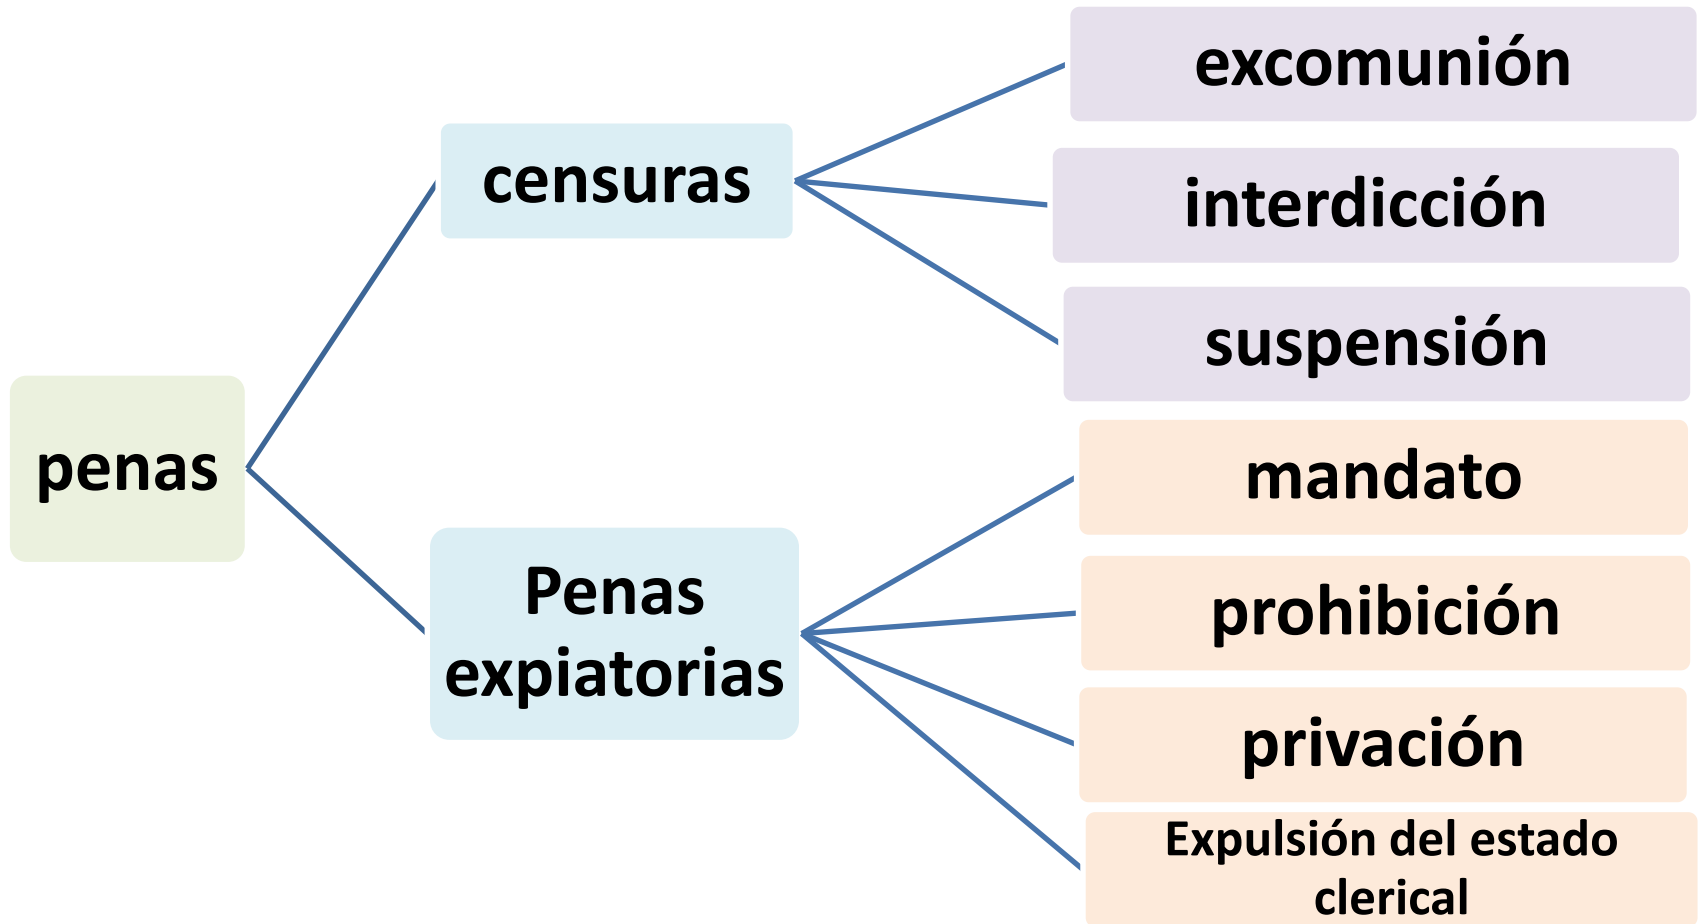 penas
censuras
excomunión
interdicción
suspensión
Penas
expiatorias
mandato
prohibición
privación
Expulsión del estado
clerical